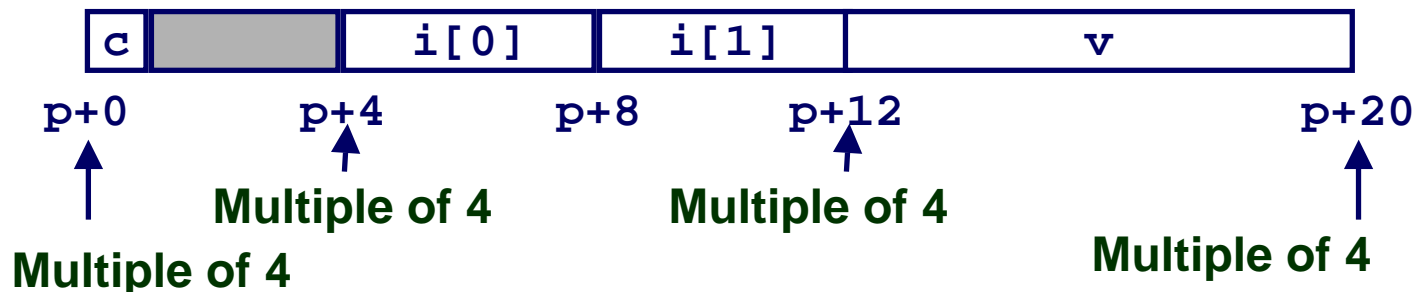 c i[0] i[1] v
p+0 p+4 p+8 p+12 p+20
Multiple of 4 Multiple of 4
Multiple of 4 Multiple of 4